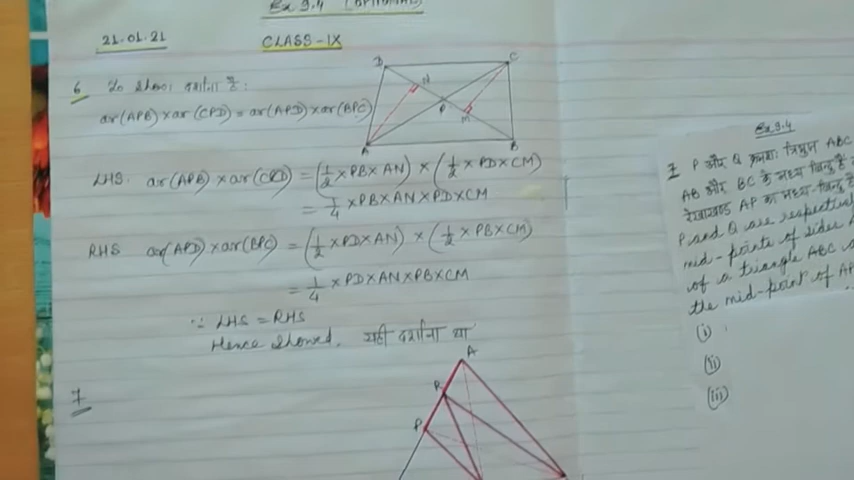 Ex 9.4 (OPTIONAL)
21.01.21
CLASS-IX
6 To show दर्शाना है:
ar(APB)×ar(CPD) = ar(APD)×ar(BPC)
D
C
N
P
M
A
B
LHS. ar(APB)×ar(CPD) = (1/2 ×PB×AN) × (1/2 ×PD×CM)
= 1/4 ×PB×AN×PD×CM
RHS ar(APD)×ar(BPC) = (1/2 ×PD×AN) × (1/2 ×PB×CM)
= 1/4 ×PD×AN×PB×CM
∵ LHS = RHS
Hence showed. यही दर्शाना था
7
A
R
P
Ex 9.4
7 P और Q क्रमशः त्रिभुज ABC
AB और BC के मध्य बिन्दु हैं
रेखाखंड AP का मध्य-बिन्दु है
P and Q are respectively
mid-points of sides
of a triangle ABC
the mid-point of AP
(i)
(ii)
(iii)